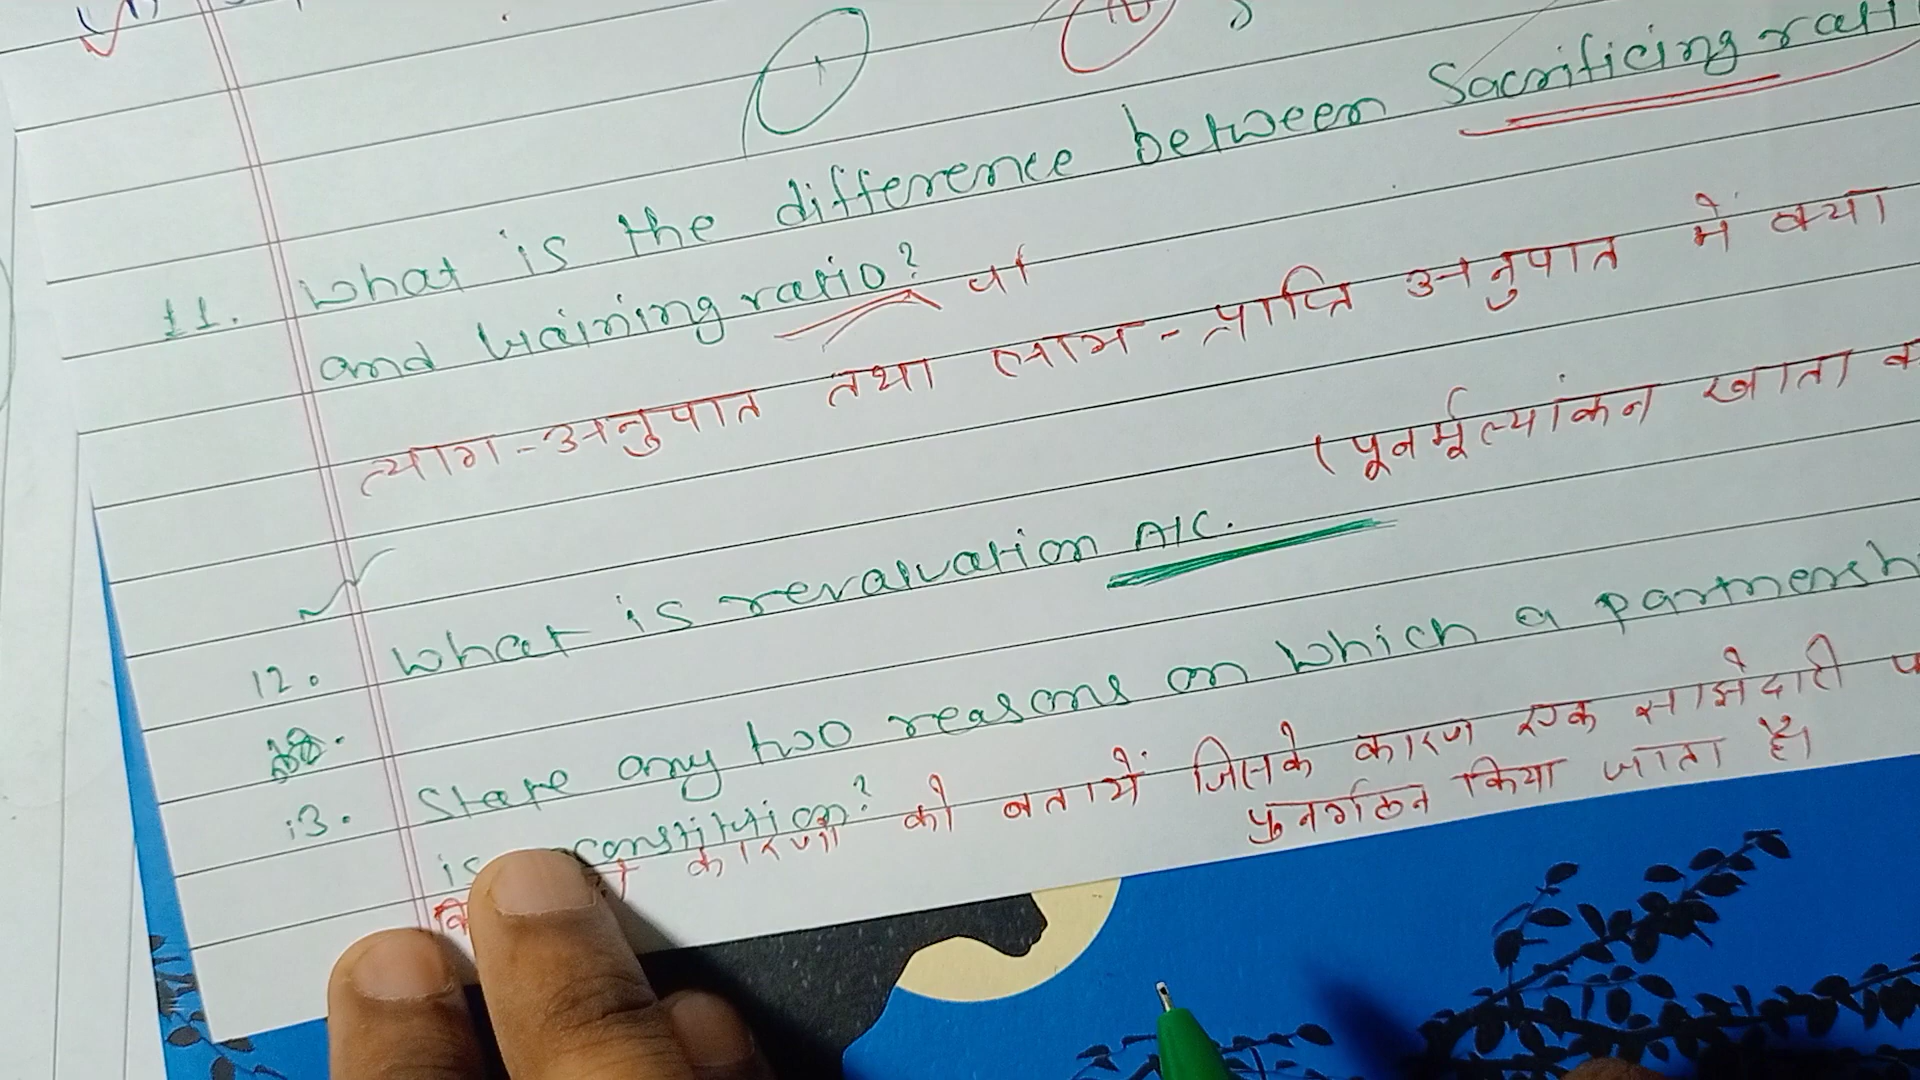 11. What is the difference between Sacrificing rati
and Gaining ratio? या
त्याग-अनुपात तथा लाभ-प्राप्ति अनुपात में क्या
12. What is revaluation A/C. (पूनर्मूल्यांकन खाता
13. State any two reasons on which a partnersh
is constitution?
कारणों को बतायें जिसके कारण एक साझेदारी
पुनर्गठन किया जाता है।